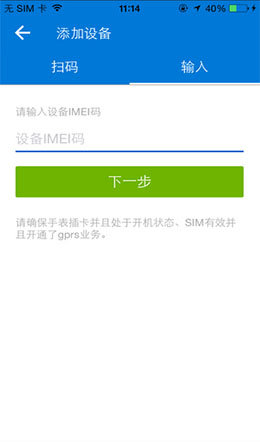 无 SIM 卡 11:14 40%
添加设备
扫码 输入
请输入设备IMEI码
设备IMEI码
下一步
请确保手表插卡并且处于开机状态、SIM有效并
且开通了gprs业务。